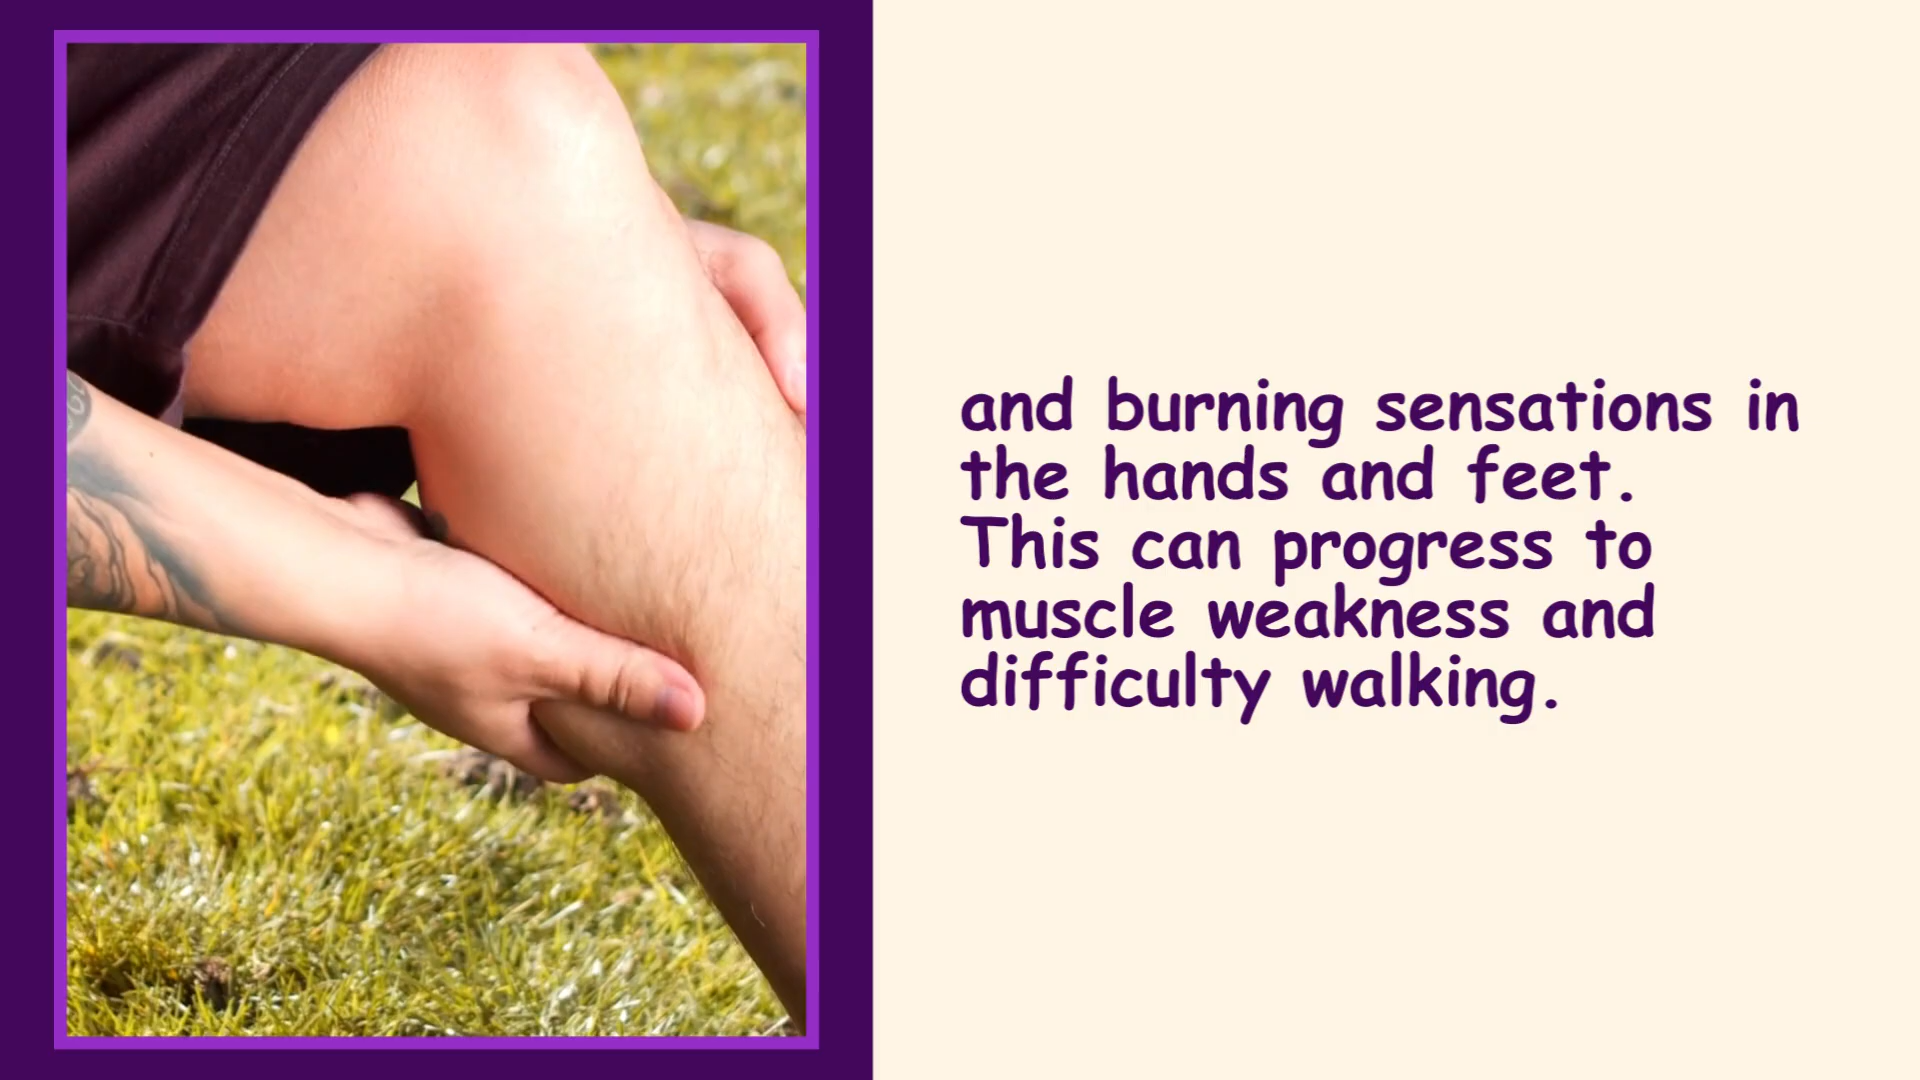 and burning sensations in
the hands and feet.
This can progress to
muscle weakness and
difficulty walking.